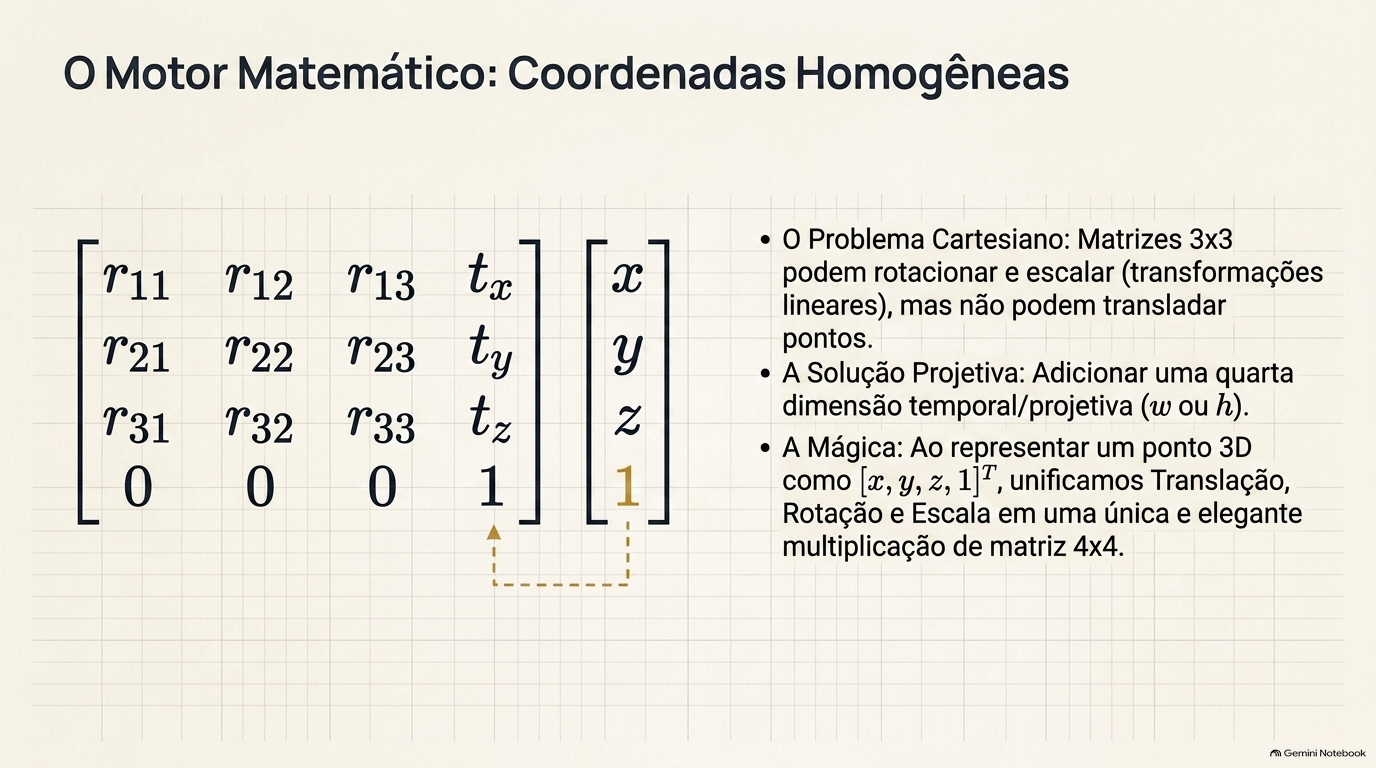 O Motor Matemático: Coordenadas Homogêneas
r11 r12 r13 tx x
r21 r22 r23 ty y
r31 r32 r33 tz z
0 0 0 1 1
• O Problema Cartesiano: Matrizes 3x3
podem rotacionar e escalar (transformações
lineares), mas não podem transladar
pontos.
• A Solução Projetiva: Adicionar uma quarta
dimensão temporal/projetiva (w ou h).
• A Mágica: Ao representar um ponto 3D
como [x, y, z, 1]^T, unificamos Translação,
Rotação e Escala em uma única e elegante
multiplicação de matriz 4x4.
Gemini Notebook